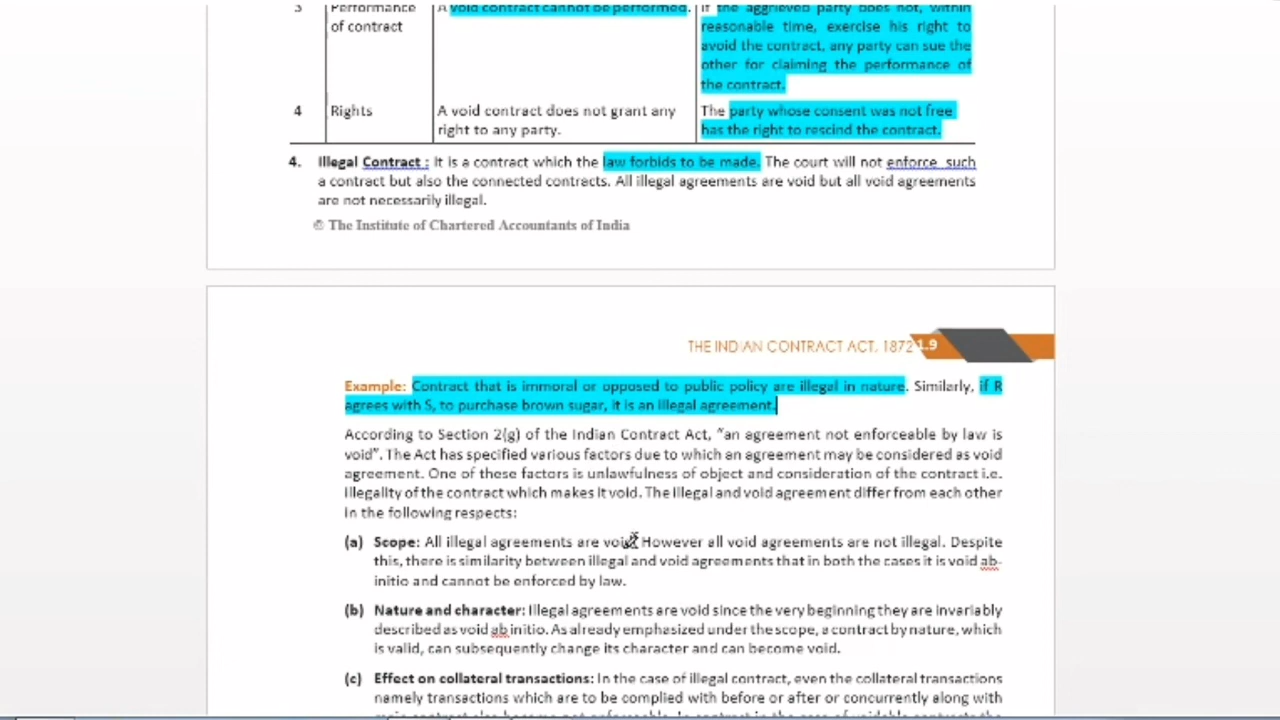 3 Performance A void contract cannot be performed. If the aggrieved party does not, within
of contract reasonable time, exercise his right to
avoid the contract, any party can sue the
other for claiming the performance of
the contract.
4 Rights A void contract does not grant any The party whose consent was not free
right to any party. has the right to rescind the contract.
4. Illegal Contract : It is a contract which the law forbids to be made. The court will not enforce such
a contract but also the connected contracts. All illegal agreements are void but all void agreements
are not necessarily illegal.
© The Institute of Chartered Accountants of India
THE INDIAN CONTRACT ACT, 1872 1.9
Example: Contract that is immoral or opposed to public policy are illegal in nature. Similarly, if R
agrees with S, to purchase brown sugar, it is an illegal agreement.
According to Section 2(g) of the Indian Contract Act, “an agreement not enforceable by law is
void”. The Act has specified various factors due to which an agreement may be considered as void
agreement. One of these factors is unlawfulness of object and consideration of the contract i.e.
illegality of the contract which makes it void. The illegal and void agreement differ from each other
in the following respects:
(a) Scope: All illegal agreements are void. However all void agreements are not illegal. Despite
this, there is similarity between illegal and void agreements that in both the cases it is void ab-
initio and cannot be enforced by law.
(b) Nature and character: Illegal agreements are void since the very beginning they are invariably
described as void ab initio. As already emphasized under the scope, a contract by nature, which
is valid, can subsequently change its character and can become void.
(c) Effect on collateral transactions: In the case of illegal contract, even the collateral transactions
namely transactions which are to be complied with before or after or concurrently along with